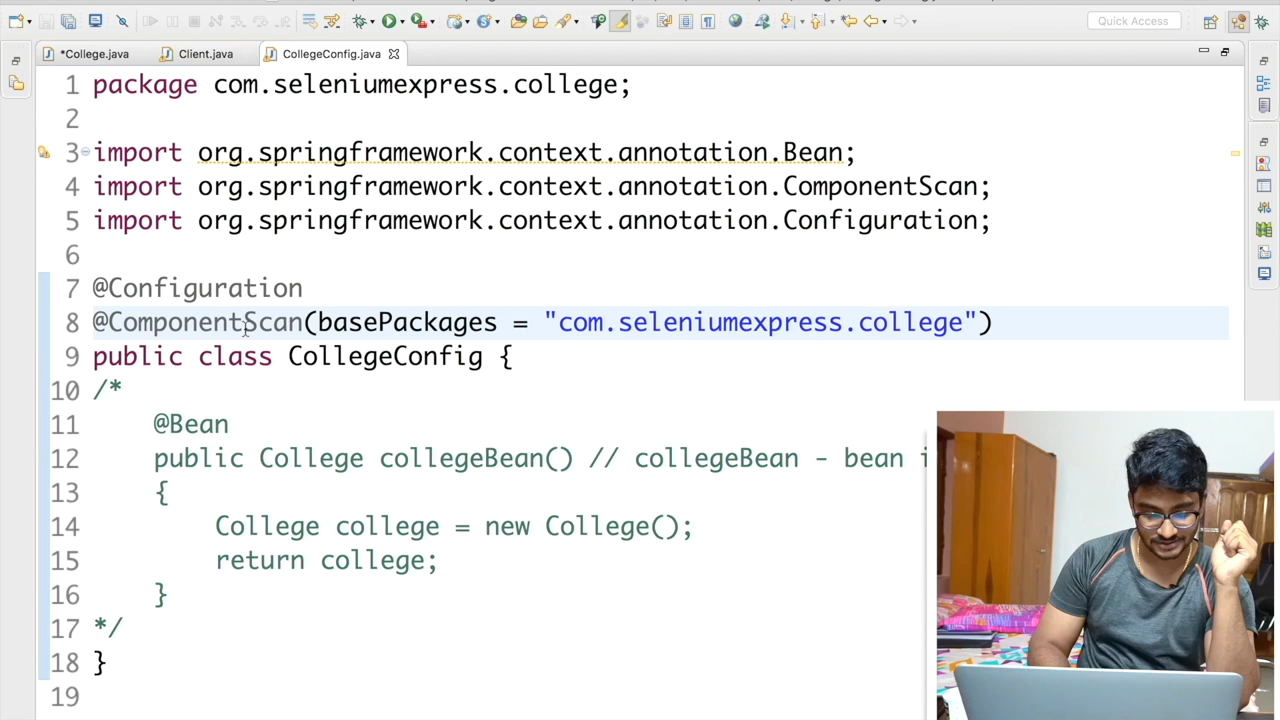 Quick Access
*College.java
Client.java
CollegeConfig.java
1 package com.seleniumexpress.college;
2
3 import org.springframework.context.annotation.Bean;
4 import org.springframework.context.annotation.ComponentScan;
5 import org.springframework.context.annotation.Configuration;
6
7 @Configuration
8 @ComponentScan(basePackages = "com.seleniumexpress.college")
9 public class CollegeConfig {
10 /*
11 @Bean
12 public College collegeBean() // collegeBean - bean i
13 {
14 College college = new College();
15 return college;
16 }
17 */
18 }
19